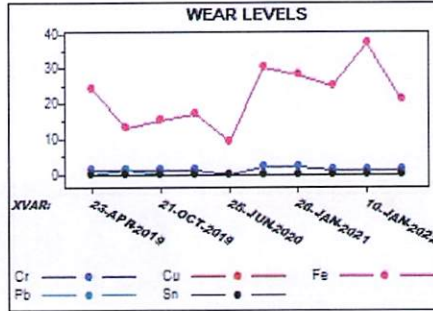 WEAR LEVELS
40
30
20
10
0
XVAR:
23-APR-2019
21-OCT-2019
25-JUN-2020
26-JAN-2021
10-JAN-2022
Cr Cu Fe
Pb Sn